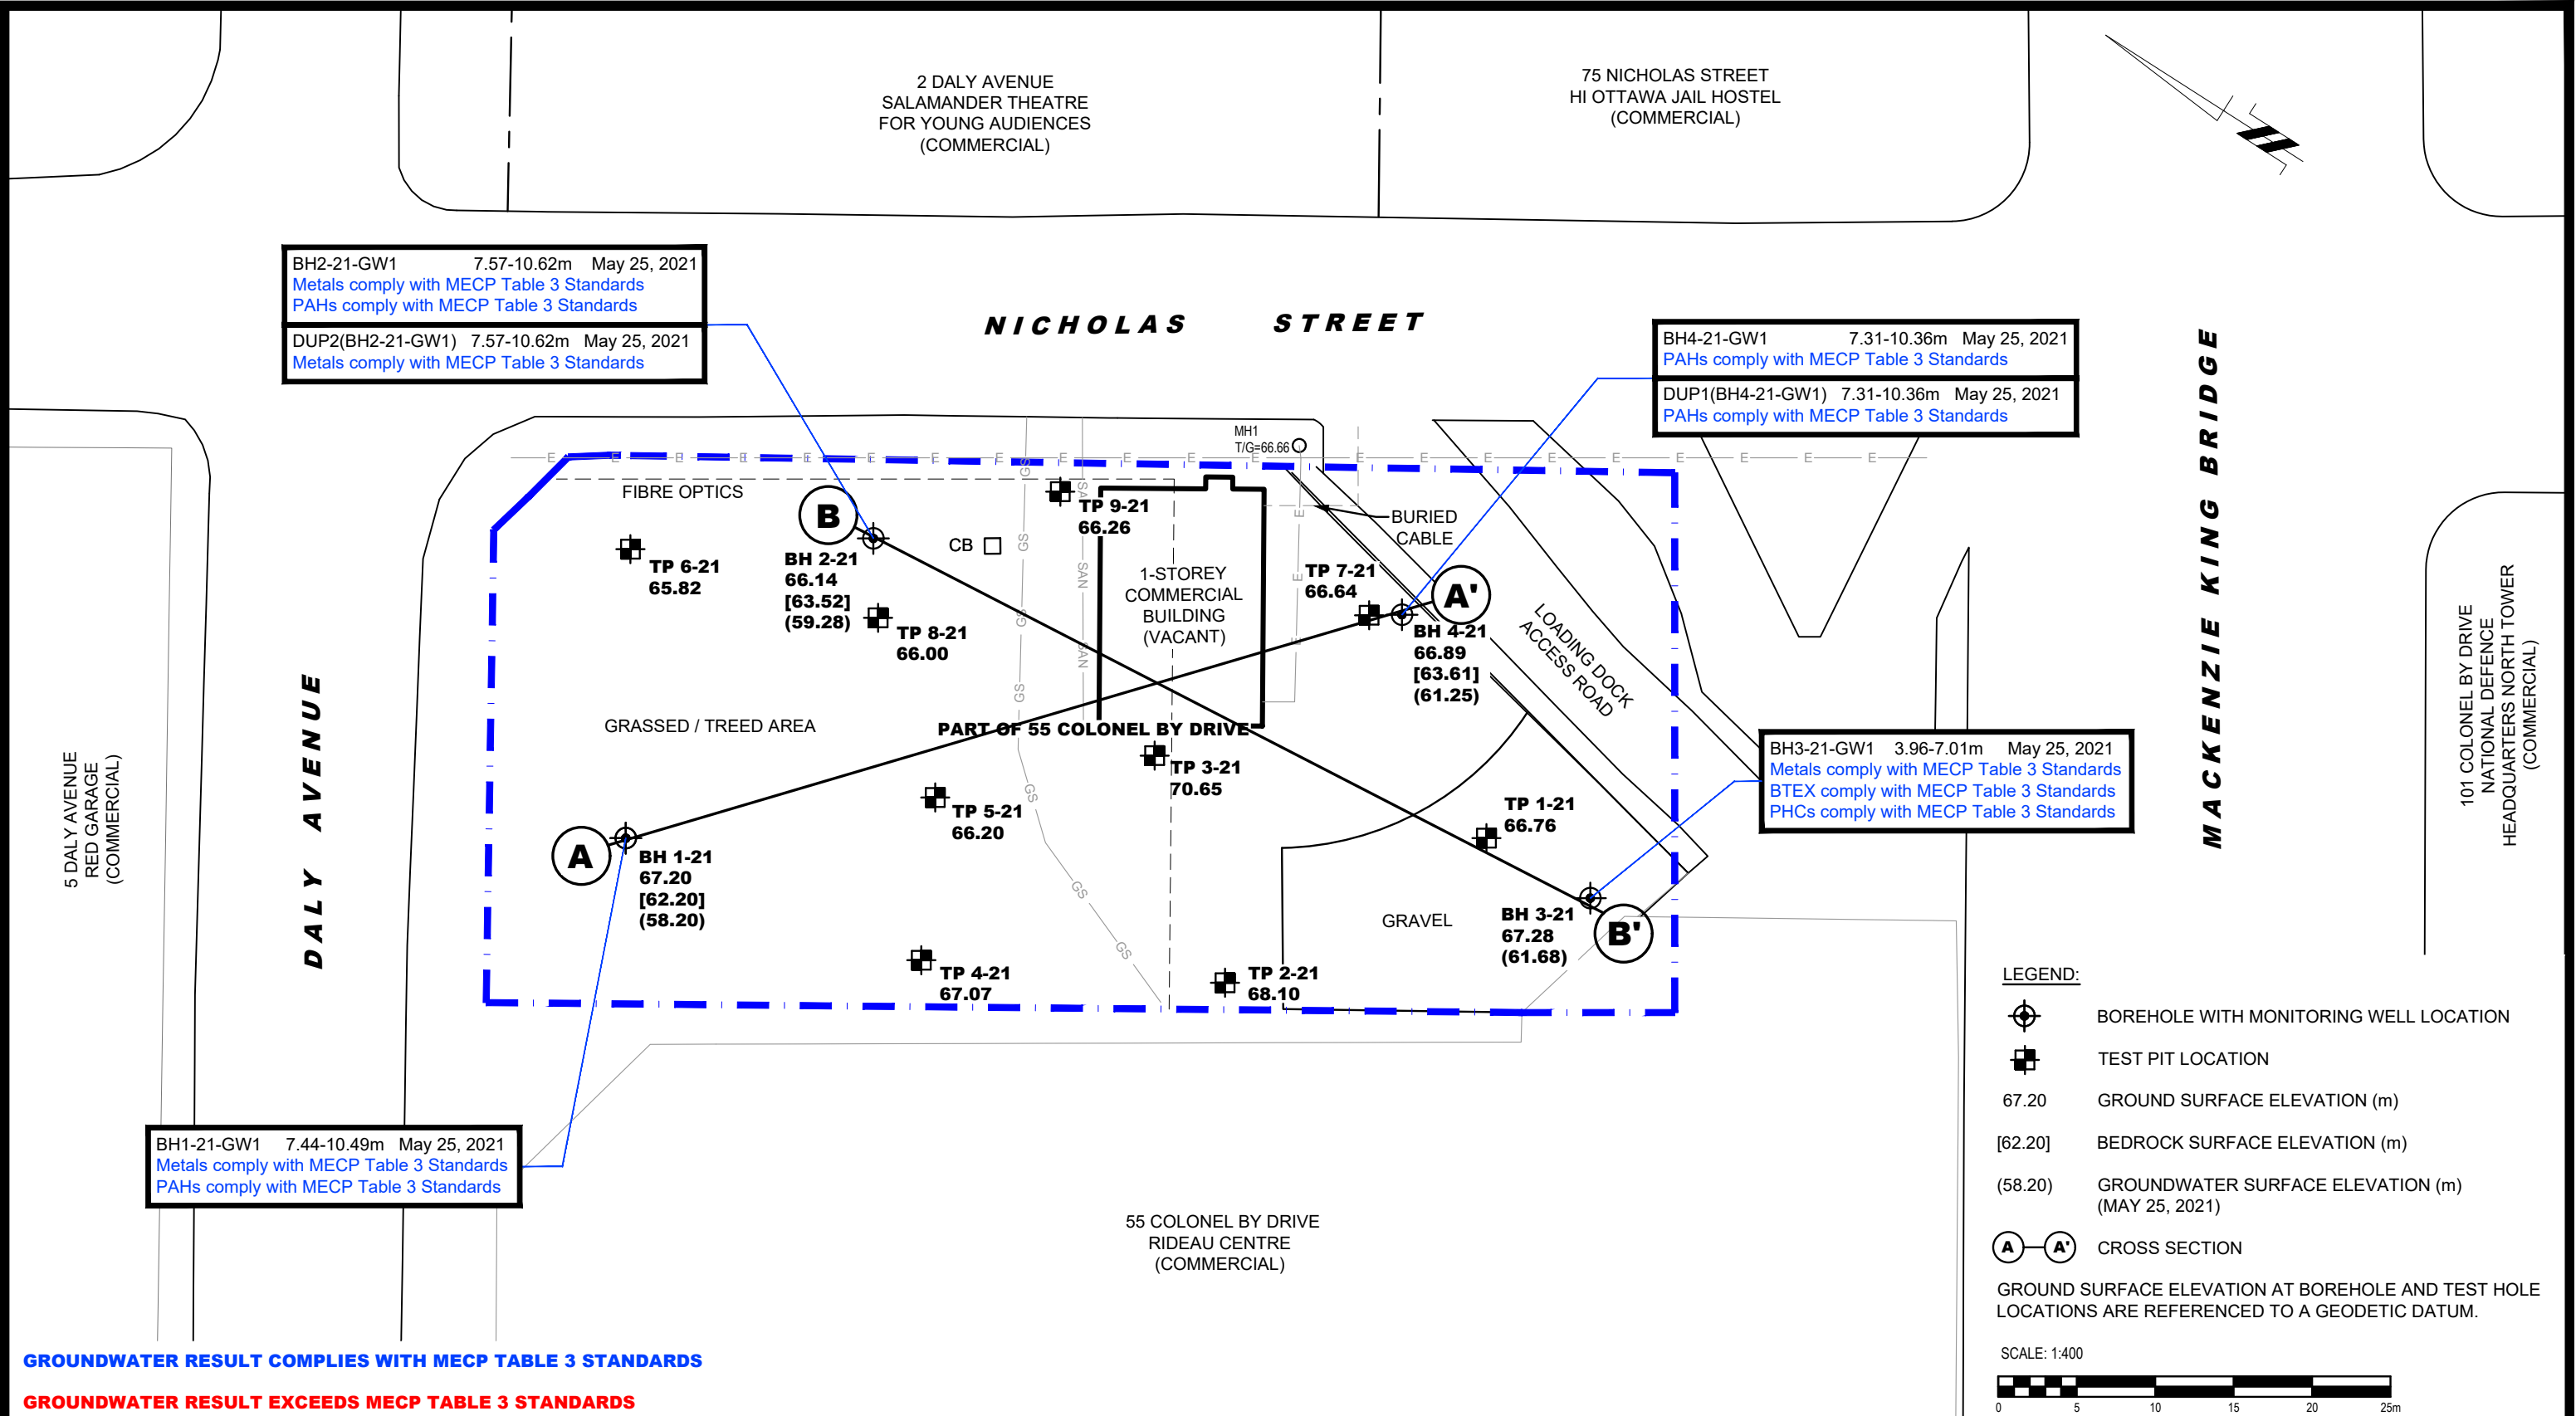 2 DALY AVENUE
SALAMANDER THEATRE
FOR YOUNG AUDIENCES
(COMMERCIAL)
75 NICHOLAS STREET
HI OTTAWA JAIL HOSTEL
(COMMERCIAL)
BH2-21-GW1 7.57-10.62m May 25, 2021
Metals comply with MECP Table 3 Standards
PAHs comply with MECP Table 3 Standards
DUP2(BH2-21-GW1) 7.57-10.62m May 25, 2021
Metals comply with MECP Table 3 Standards
NICHOLAS STREET
BH4-21-GW1 7.31-10.36m May 25, 2021
PAHs comply with MECP Table 3 Standards
DUP1(BH4-21-GW1) 7.31-10.36m May 25, 2021
PAHs comply with MECP Table 3 Standards
MACKENZIE KING BRIDGE
MH1
T/G=66.66
E E E E E E E E E E E E E E E E E E E E E
FIBRE OPTICS
B
BH 2-21
66.14
[63.52]
(59.28)
TP 6-21
65.82
TP 8-21
66.00
CB
TP 9-21
66.26
GS
GS
GS
GS
GS
GS
GS
SAN
SAN
SAN
1-STOREY
COMMERCIAL
BUILDING
(VACANT)
E
E
E
BURIED
CABLE
TP 7-21
66.64
A'
BH 4-21
66.89
[63.61]
(61.25)
LOADING DOCK
ACCESS ROAD
GRASSED / TREED AREA
PART OF 55 COLONEL BY DRIVE
TP 3-21
70.65
TP 5-21
66.20
TP 1-21
66.76
BH3-21-GW1 3.96-7.01m May 25, 2021
Metals comply with MECP Table 3 Standards
BTEX comply with MECP Table 3 Standards
PHCs comply with MECP Table 3 Standards
101 COLONEL BY DRIVE
NATIONAL DEFENCE
HEADQUARTERS NORTH TOWER
(COMMERCIAL)
5 DALY AVENUE
RED GARAGE
(COMMERCIAL)
DALY AVENUE
A
BH 1-21
67.20
[62.20]
(58.20)
TP 4-21
67.07
TP 2-21
68.10
GRAVEL
BH 3-21
67.28
(61.68)
B'
BH1-21-GW1 7.44-10.49m May 25, 2021
Metals comply with MECP Table 3 Standards
PAHs comply with MECP Table 3 Standards
55 COLONEL BY DRIVE
RIDEAU CENTRE
(COMMERCIAL)
LEGEND:
BOREHOLE WITH MONITORING WELL LOCATION
TEST PIT LOCATION
67.20 GROUND SURFACE ELEVATION (m)
[62.20] BEDROCK SURFACE ELEVATION (m)
(58.20) GROUNDWATER SURFACE ELEVATION (m)
(MAY 25, 2021)
A A' CROSS SECTION
GROUND SURFACE ELEVATION AT BOREHOLE AND TEST HOLE
LOCATIONS ARE REFERENCED TO A GEODETIC DATUM.
SCALE: 1:400
0 5 10 15 20 25m
GROUNDWATER RESULT COMPLIES WITH MECP TABLE 3 STANDARDS
GROUNDWATER RESULT EXCEEDS MECP TABLE 3 STANDARDS